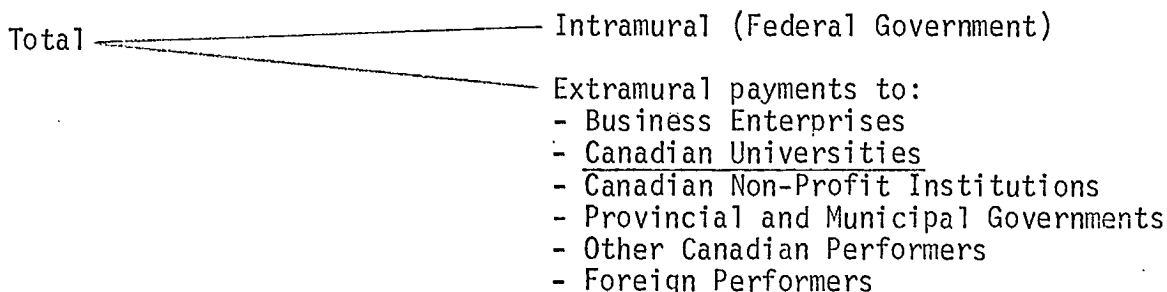 Total
Intramural (Federal Government)
Extramural payments to:
- Business Enterprises
- Canadian Universities
- Canadian Non-Profit Institutions
- Provincial and Municipal Governments
- Other Canadian Performers
- Foreign Performers